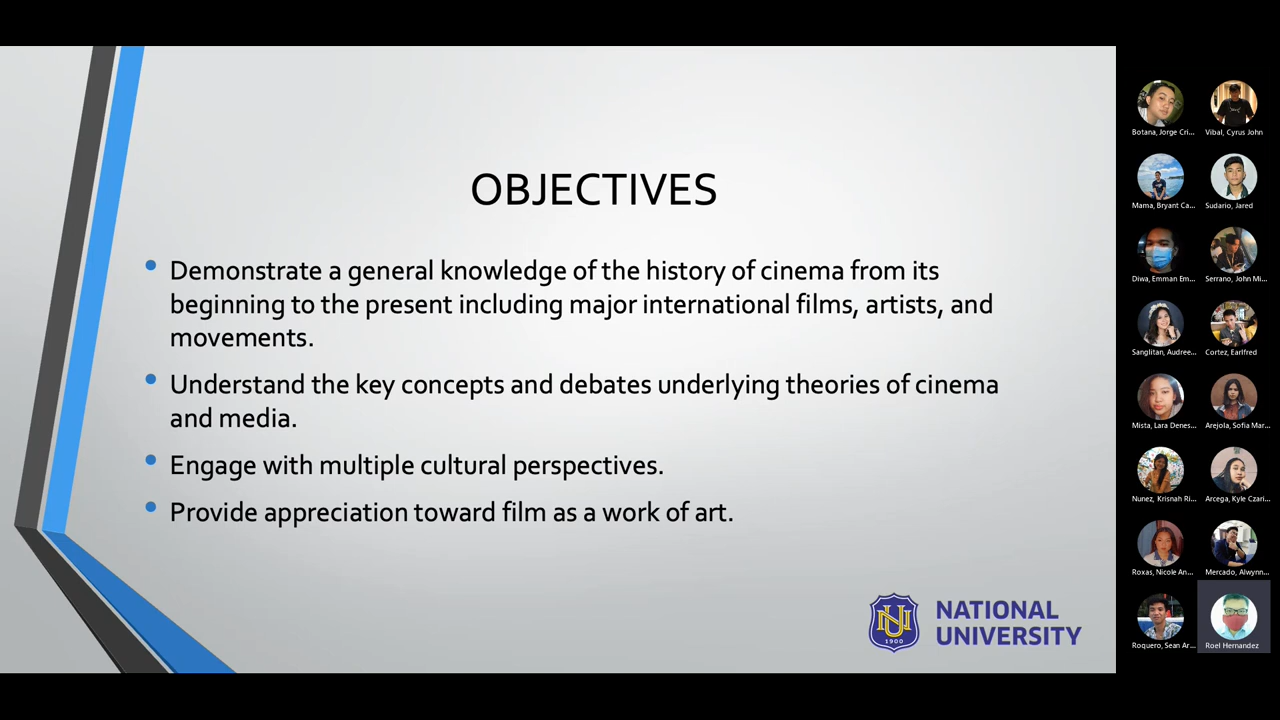 OBJECTIVES
• Demonstrate a general knowledge of the history of cinema from its
beginning to the present including major international films, artists, and
movements.
• Understand the key concepts and debates underlying theories of cinema
and media.
• Engage with multiple cultural perspectives.
• Provide appreciation toward film as a work of art.
NU
1900
NATIONAL
UNIVERSITY
Botana, Jorge Cri...
Vibal, Cyrus John
Mama, Bryant Ca...
Sudario, Jared
Diwa, Emman Em...
Serrano, John Mi...
Sanglitan, Audree...
Cortez, Earlfred
Mista, Lara Denes...
Arejola, Sofia Mar...
Nunez, Krisnah Ri...
Arcega, Kyle Czari...
Roxas, Nicole An...
Mercado, Alwynn...
Roquero, Sean Ar...
Roel Hernandez